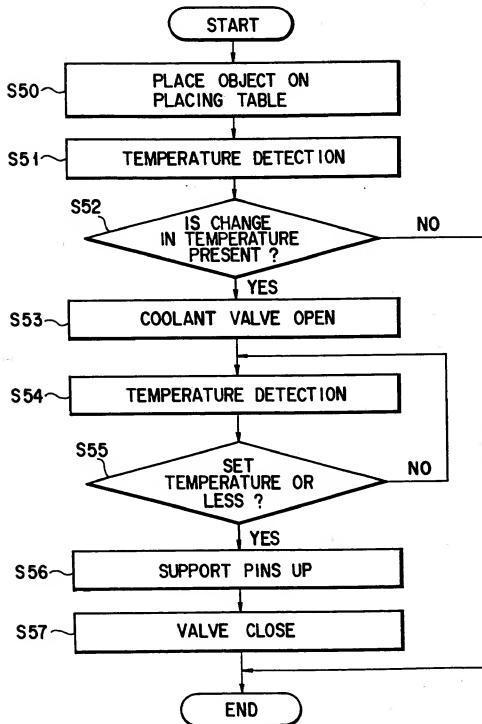 START
S50
PLACE OBJECT ON
PLACING TABLE
S51
TEMPERATURE DETECTION
S52
IS CHANGE
IN TEMPERATURE
PRESENT ?
NO
YES
S53
COOLANT VALVE OPEN
S54
TEMPERATURE DETECTION
S55
SET
TEMPERATURE OR
LESS ?
NO
YES
S56
SUPPORT PINS UP
S57
VALVE CLOSE
END